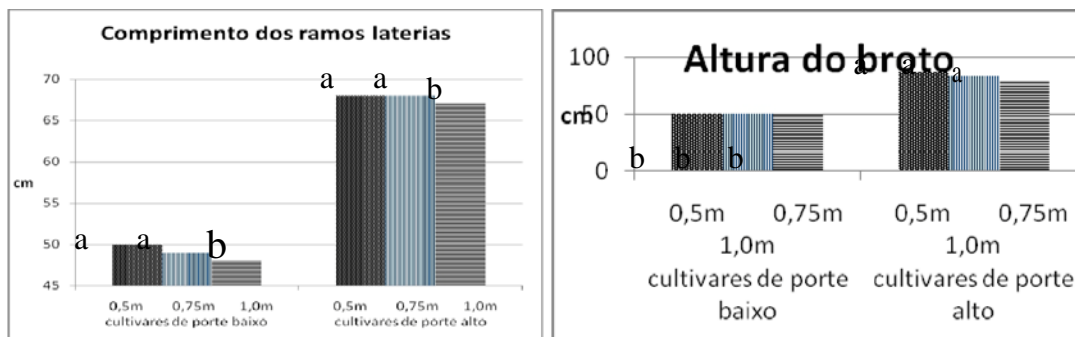 Comprimento dos ramos laterias
70
a a b
65
60
55
cm
50
a a b
45
0,5m 0,75m 1,0m 0,5m 0,75m 1,0m
cultivares de porte baixo cultivares de porte alto
Altura do broto
100
a a a
cm
50
b b b
0
0,5m 0,75m 0,5m 0,75m
1,0m 1,0m
cultivares de porte cultivares de porte
baixo alto